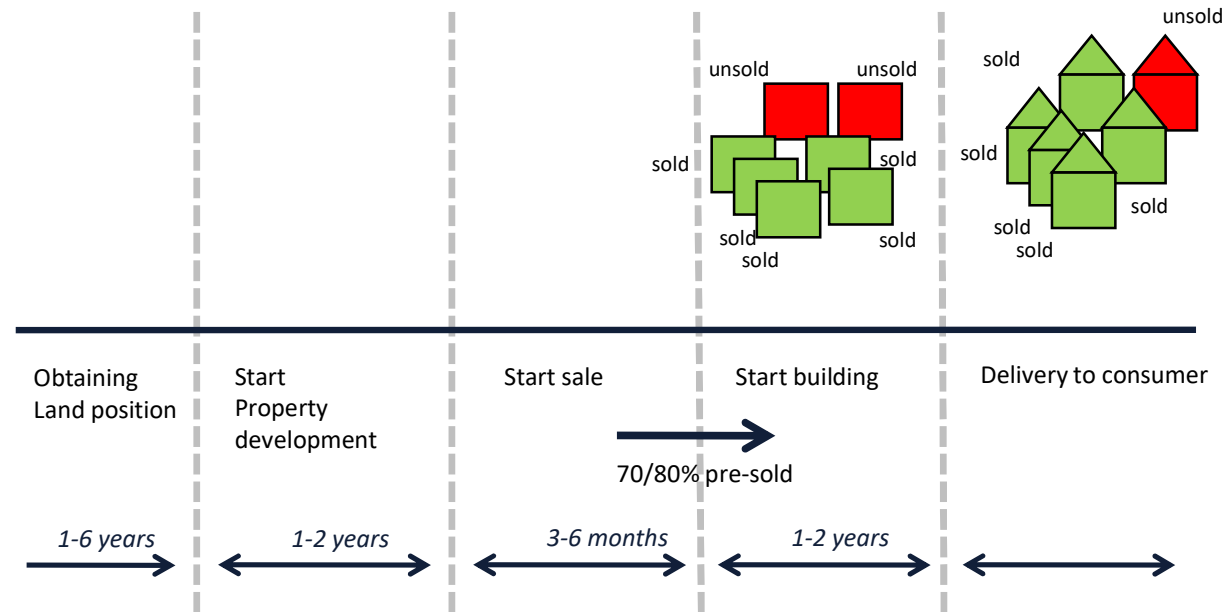 unsold
sold
unsold
unsold
sold
sold
sold
sold
sold
sold
sold
sold
sold
sold
Obtaining
Land position
Start
Property
development
Start sale
Start building
Delivery to consumer
70/80% pre-sold
1-6 years
1-2 years
3-6 months
1-2 years